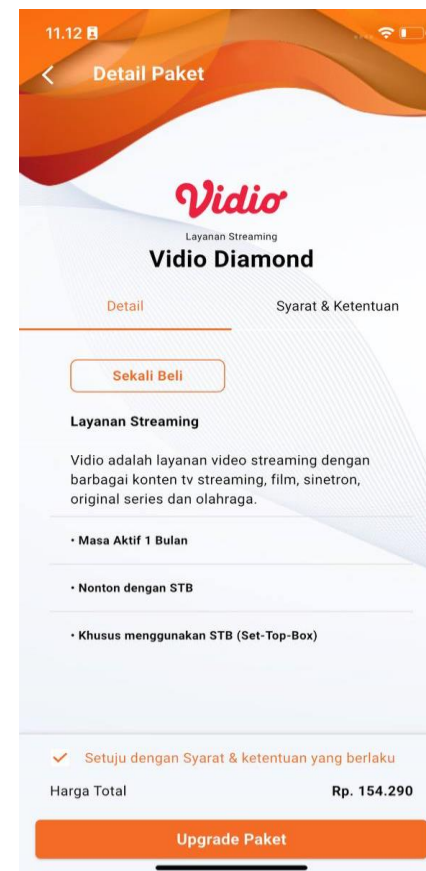 11.12
Detail Paket
Vidio
Layanan Streaming
Vidio Diamond
Detail
Syarat & Ketentuan
Sekali Beli
Layanan Streaming
Vidio adalah layanan video streaming dengan
barbagai konten tv streaming, film, sinetron,
original series dan olahraga.
• Masa Aktif 1 Bulan
• Nonton dengan STB
• Khusus menggunakan STB (Set-Top-Box)
Setuju dengan Syarat & ketentuan yang berlaku
Harga Total
Rp. 154.290
Upgrade Paket